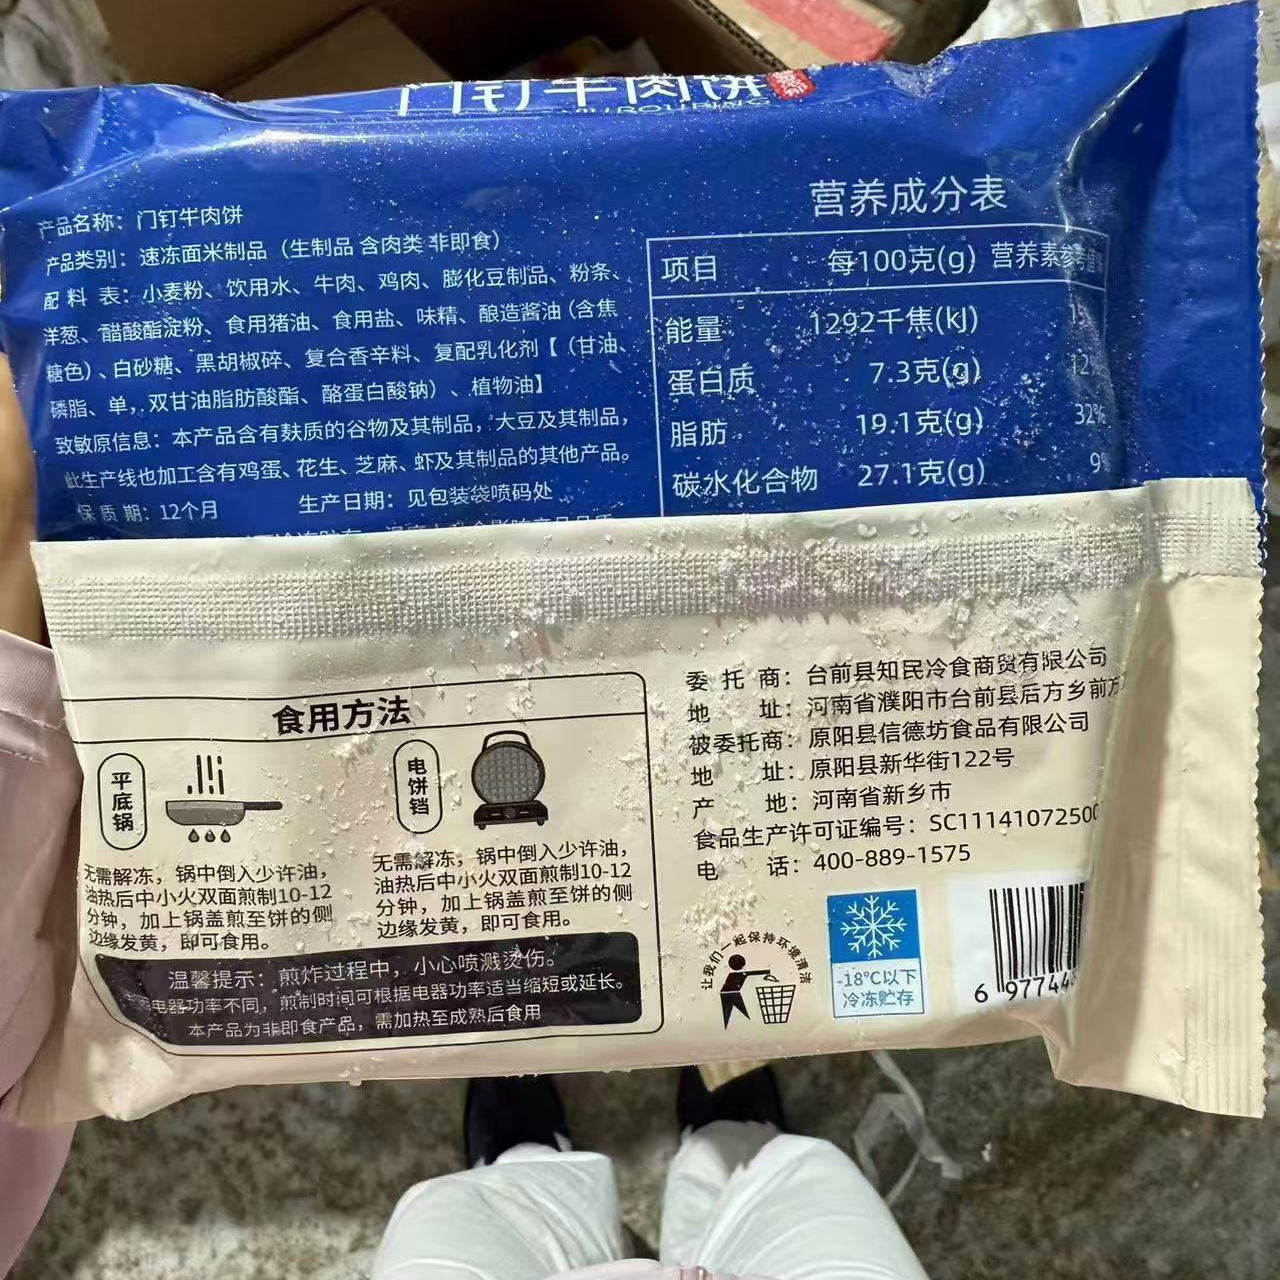 门钉牛肉饼
产品名称：门钉牛肉饼
产品类别：速冻面米制品（生制品 含肉类 非即食）
配 料 表：小麦粉、饮用水、牛肉、鸡肉、膨化豆制品、粉条、
洋葱、醋酸酯淀粉、食用猪油、食用盐、味精、酿造酱油（含焦
糖色）、白砂糖、黑胡椒碎、复合香辛料、复配乳化剂【（甘油、
磷脂、单，双甘油脂肪酸酯、酪蛋白酸钠）、植物油】
致敏原信息：本产品含有麸质的谷物及其制品，大豆及其制品，
此生产线也加工含有鸡蛋、花生、芝麻、虾及其制品的其他产品。
保 质 期：12个月 生产日期：见包装袋喷码处
营养成分表
项目 每100克(g) 营养素参考值
能量 1292千焦(kJ)
蛋白质 7.3克(g)
脂肪 19.1克(g) 32%
碳水化合物 27.1克(g) 9%
食用方法
平底锅
无需解冻，锅中倒入少许油，
油热后中小火双面煎制10-12
分钟，加上锅盖煎至饼的侧
边缘发黄，即可食用。
电饼铛
无需解冻，锅中倒入少许油，
油热后中小火双面煎制10-12
分钟，加上锅盖煎至饼的侧
边缘发黄，即可食用。
温馨提示：煎炸过程中，小心喷溅烫伤。
电器功率不同，煎制时间可根据电器功率适当缩短或延长。
本产品为非即食产品，需加热至成熟后食用
委 托 商：台前县知民冷食商贸有限公司
地 址：河南省濮阳市台前县后方乡前方
被委托商：原阳县信德坊食品有限公司
地 址：原阳县新华街122号
产 地：河南省新乡市
食品生产许可证编号：SC11141072500
电 话：400-889-1575
让我们一起保持环境清洁
-18℃以下
冷冻贮存
6 97744